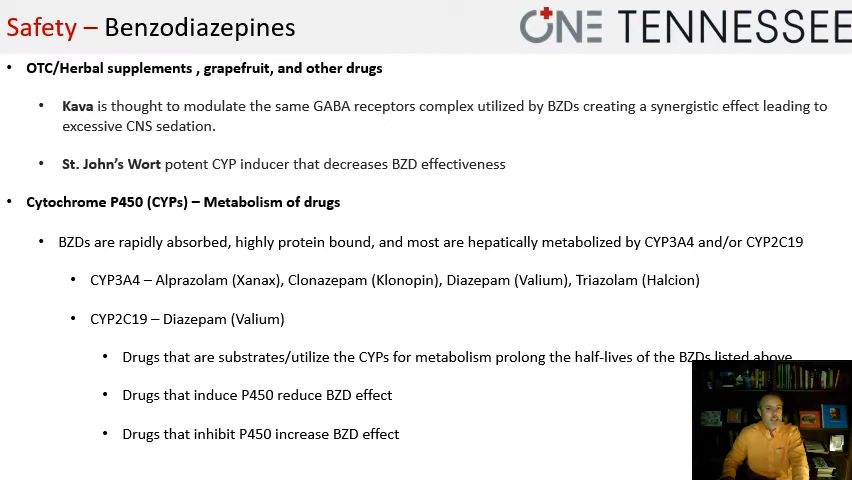 Safety – Benzodiazepines
ONE TENNESSEE
• OTC/Herbal supplements , grapefruit, and other drugs
• Kava is thought to modulate the same GABA receptors complex utilized by BZDs creating a synergistic effect leading to
excessive CNS sedation.
• St. John’s Wort potent CYP inducer that decreases BZD effectiveness
• Cytochrome P450 (CYPs) – Metabolism of drugs
• BZDs are rapidly absorbed, highly protein bound, and most are hepatically metabolized by CYP3A4 and/or CYP2C19
• CYP3A4 – Alprazolam (Xanax), Clonazepam (Klonopin), Diazepam (Valium), Triazolam (Halcion)
• CYP2C19 – Diazepam (Valium)
• Drugs that are substrates/utilize the CYPs for metabolism prolong the half-lives of the BZDs listed above
• Drugs that induce P450 reduce BZD effect
• Drugs that inhibit P450 increase BZD effect